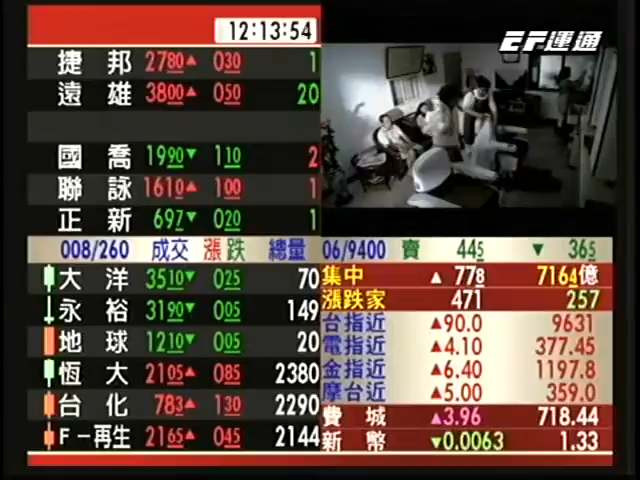 12:13:54
EF運通
捷邦 2780▲ 030 1
遠雄 3800▲ 050 20
國喬 1990▼ 110 2
聯詠 1610▲ 100 1
正新 697▼ 020 1
008/260 成交 漲跌 總量
大洋 3510▼ 025 70
永裕 3190▼ 005 149
地球 1210▼ 005 20
恆大 2105▲ 085 2380
台化 783▲ 130 2290
F-再生 2165▲ 045 2144
06/9400 賣 445 ▼ 365
集中 ▲ 778 7164億
漲跌家 471 257
台指近 ▲90.0 9631
電指近 ▲4.10 377.45
金指近 ▲6.40 1197.8
摩台近 ▲5.00 359.0
費城 ▲3.96 718.44
新幣 ▼0.0063 1.33